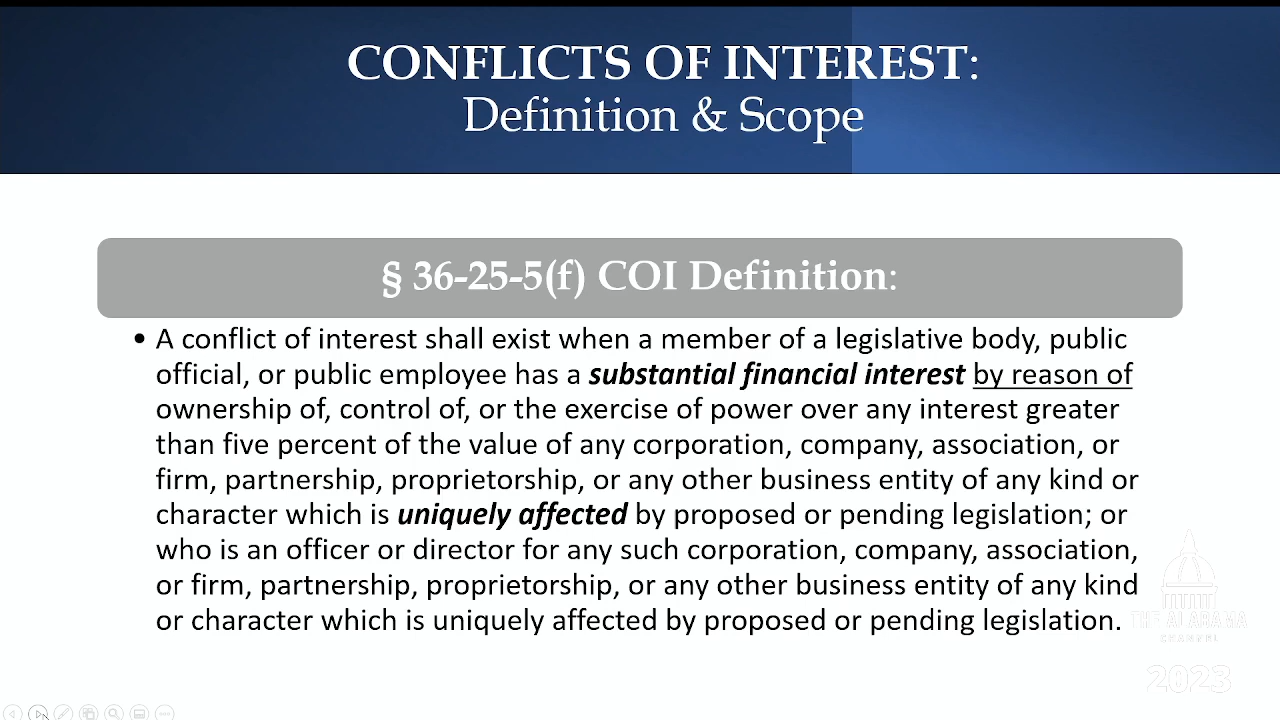 CONFLICTS OF INTEREST:
Definition & Scope
§ 36-25-5(f) COI Definition:
• A conflict of interest shall exist when a member of a legislative body, public
official, or public employee has a substantial financial interest by reason of
ownership of, control of, or the exercise of power over any interest greater
than five percent of the value of any corporation, company, association, or
firm, partnership, proprietorship, or any other business entity of any kind or
character which is uniquely affected by proposed or pending legislation; or
who is an officer or director for any such corporation, company, association,
or firm, partnership, proprietorship, or any other business entity of any kind
or character which is uniquely affected by proposed or pending legislation.
THE ALABAMA
CHANNEL
2023